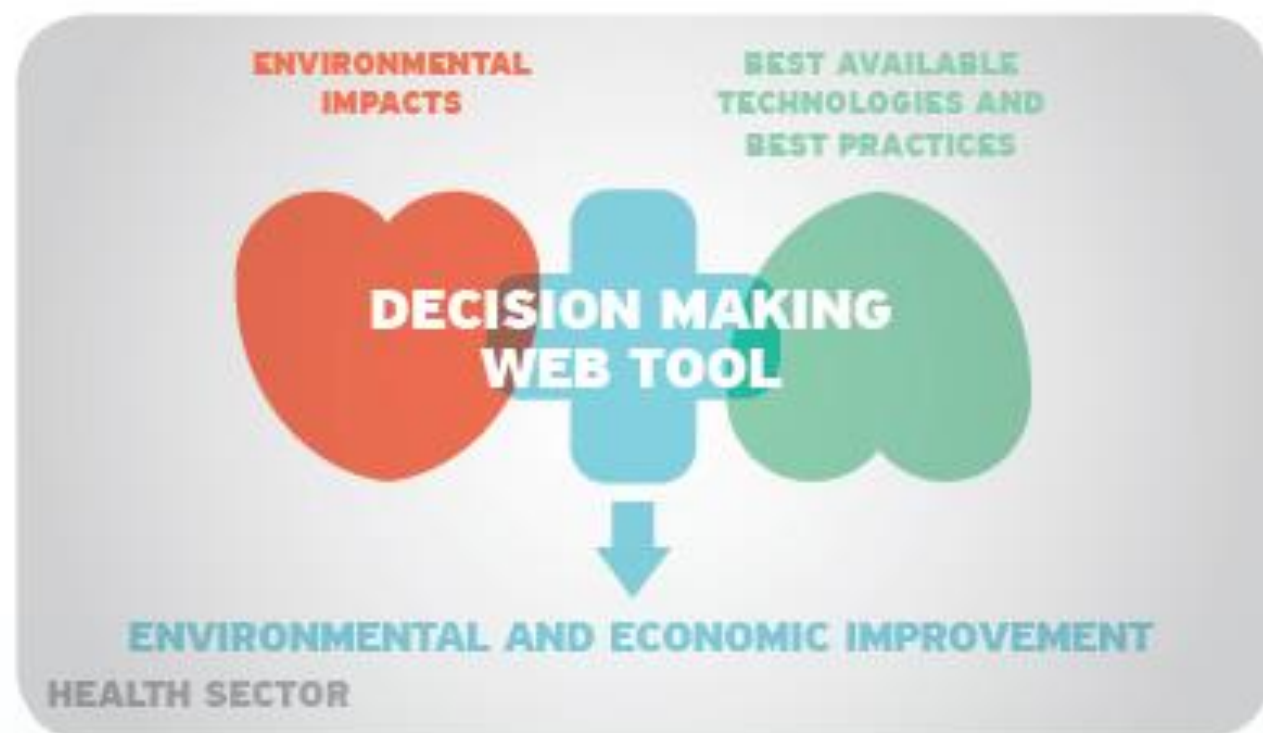 ENVIRONMENTAL
IMPACTS
BEST AVAILABLE
TECHNOLOGIES AND
BEST PRACTICES
DECISION MAKING
WEB TOOL
ENVIRONMENTAL AND ECONOMIC IMPROVEMENT
HEALTH SECTOR